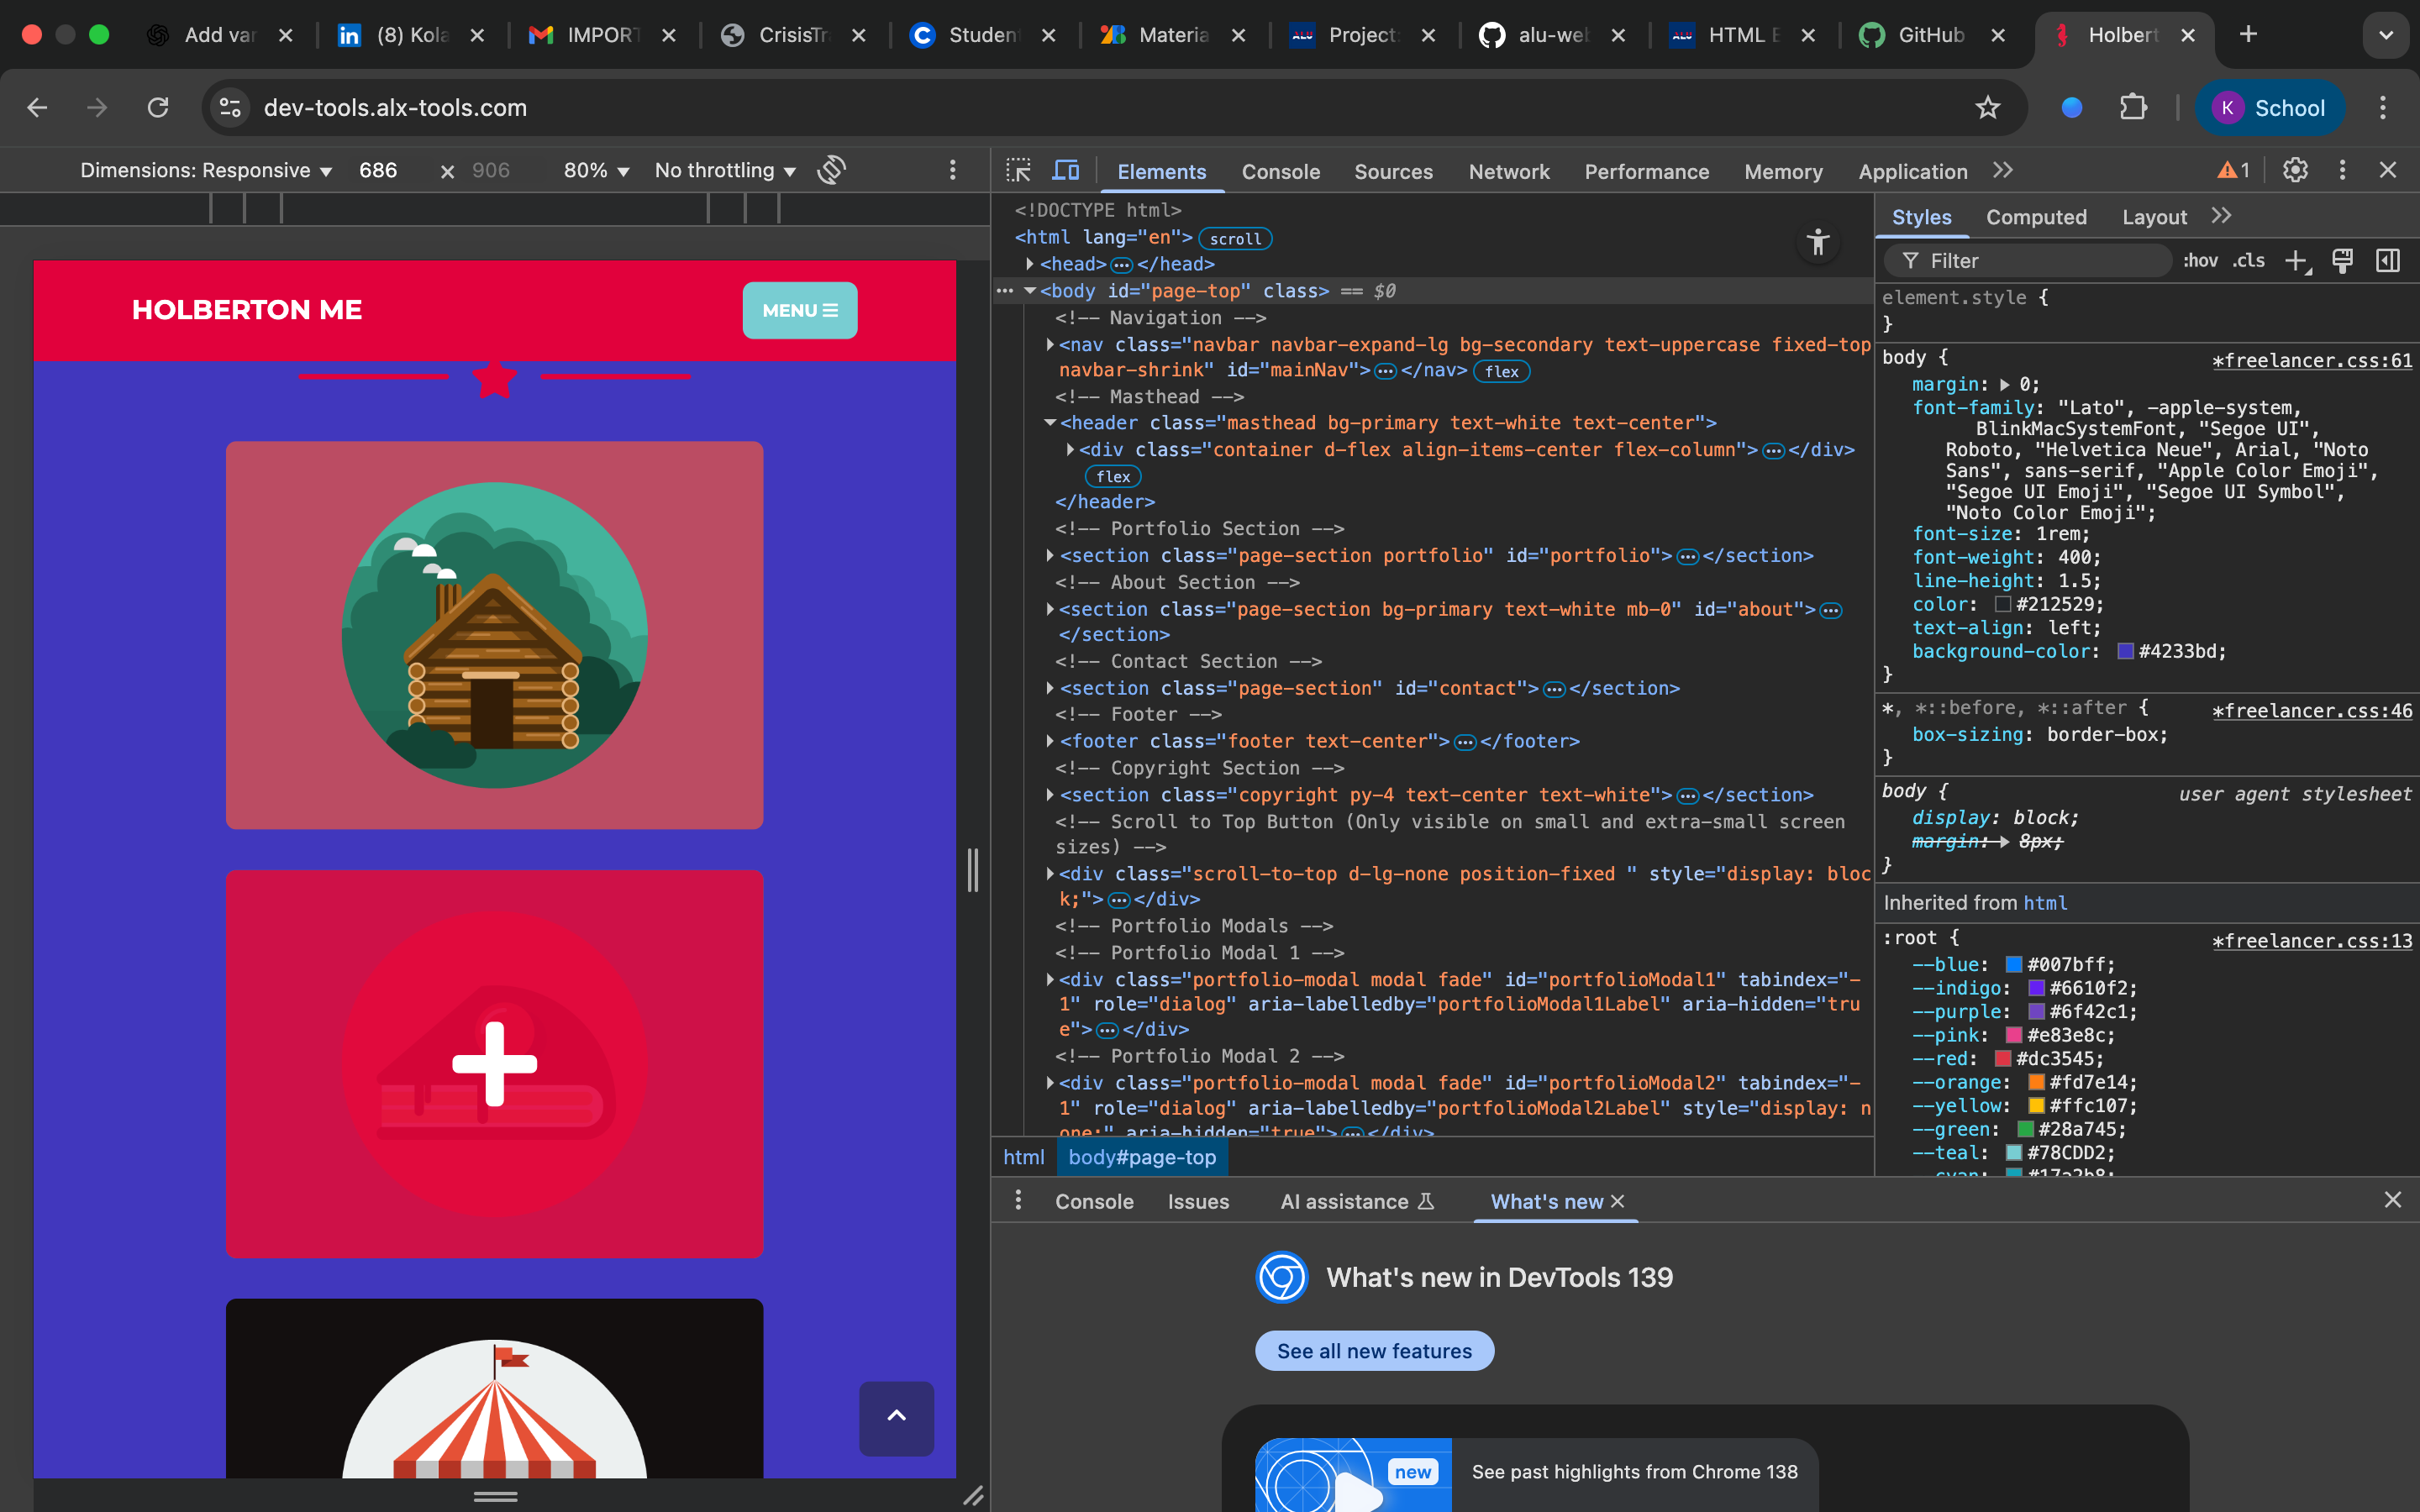 Add var
(8) Kola
IMPORT
CrisisTr
Studen
Materia
Project
alu-web
HTML E
GitHub
Holbert
dev-tools.alx-tools.com
K
School
Dimensions: Responsive
686
×
906
80%
No throttling
Elements
Console
Sources
Network
Performance
Memory
Application
1
HOLBERTON ME
MENU
<!DOCTYPE html>
<html lang="en"> scroll
<head> ··· </head>
··· <body id="page-top" class> == $0
<!-- Navigation -->
<nav class="navbar navbar-expand-lg bg-secondary text-uppercase fixed-top
navbar-shrink" id="mainNav"> ··· </nav> flex
<!-- Masthead -->
<header class="masthead bg-primary text-white text-center">
<div class="container d-flex align-items-center flex-column"> ··· </div>
flex
</header>
<!-- Portfolio Section -->
<section class="page-section portfolio" id="portfolio"> ··· </section>
<!-- About Section -->
<section class="page-section bg-primary text-white mb-0" id="about"> ···
</section>
<!-- Contact Section -->
<section class="page-section" id="contact"> ··· </section>
<!-- Footer -->
<footer class="footer text-center"> ··· </footer>
<!-- Copyright Section -->
<section class="copyright py-4 text-center text-white"> ··· </section>
<!-- Scroll to Top Button (Only visible on small and extra-small screen
sizes) -->
<div class="scroll-to-top d-lg-none position-fixed " style="display: bloc
k;"> ··· </div>
<!-- Portfolio Modals -->
<!-- Portfolio Modal 1 -->
<div class="portfolio-modal modal fade" id="portfolioModal1" tabindex="-
1" role="dialog" aria-labelledby="portfolioModal1Label" aria-hidden="tru
e"> ··· </div>
<!-- Portfolio Modal 2 -->
<div class="portfolio-modal modal fade" id="portfolioModal2" tabindex="-
1" role="dialog" aria-labelledby="portfolioModal2Label" style="display: n
one;" aria-hidden="true"> ··· </div>
html
body#page-top
Styles
Computed
Layout
Filter
:hov
.cls
element.style {
}
body {
*freelancer.css:61
margin: 0;
font-family: "Lato", -apple-system,
BlinkMacSystemFont, "Segoe UI",
Roboto, "Helvetica Neue", Arial, "Noto
Sans", sans-serif, "Apple Color Emoji",
"Segoe UI Emoji", "Segoe UI Symbol",
"Noto Color Emoji";
font-size: 1rem;
font-weight: 400;
line-height: 1.5;
color: #212529;
text-align: left;
background-color: #4233bd;
}
*, *::before, *::after {
*freelancer.css:46
box-sizing: border-box;
}
body {
user agent stylesheet
display: block;
margin: 8px;
}
Inherited from html
:root {
*freelancer.css:13
--blue: #007bff;
--indigo: #6610f2;
--purple: #6f42c1;
--pink: #e83e8c;
--red: #dc3545;
--orange: #fd7e14;
--yellow: #ffc107;
--green: #28a745;
--teal: #78CDD2;
--cyan: #17a2b8;
Console
Issues
AI assistance
What's new
What's new in DevTools 139
See all new features
new
See past highlights from Chrome 138